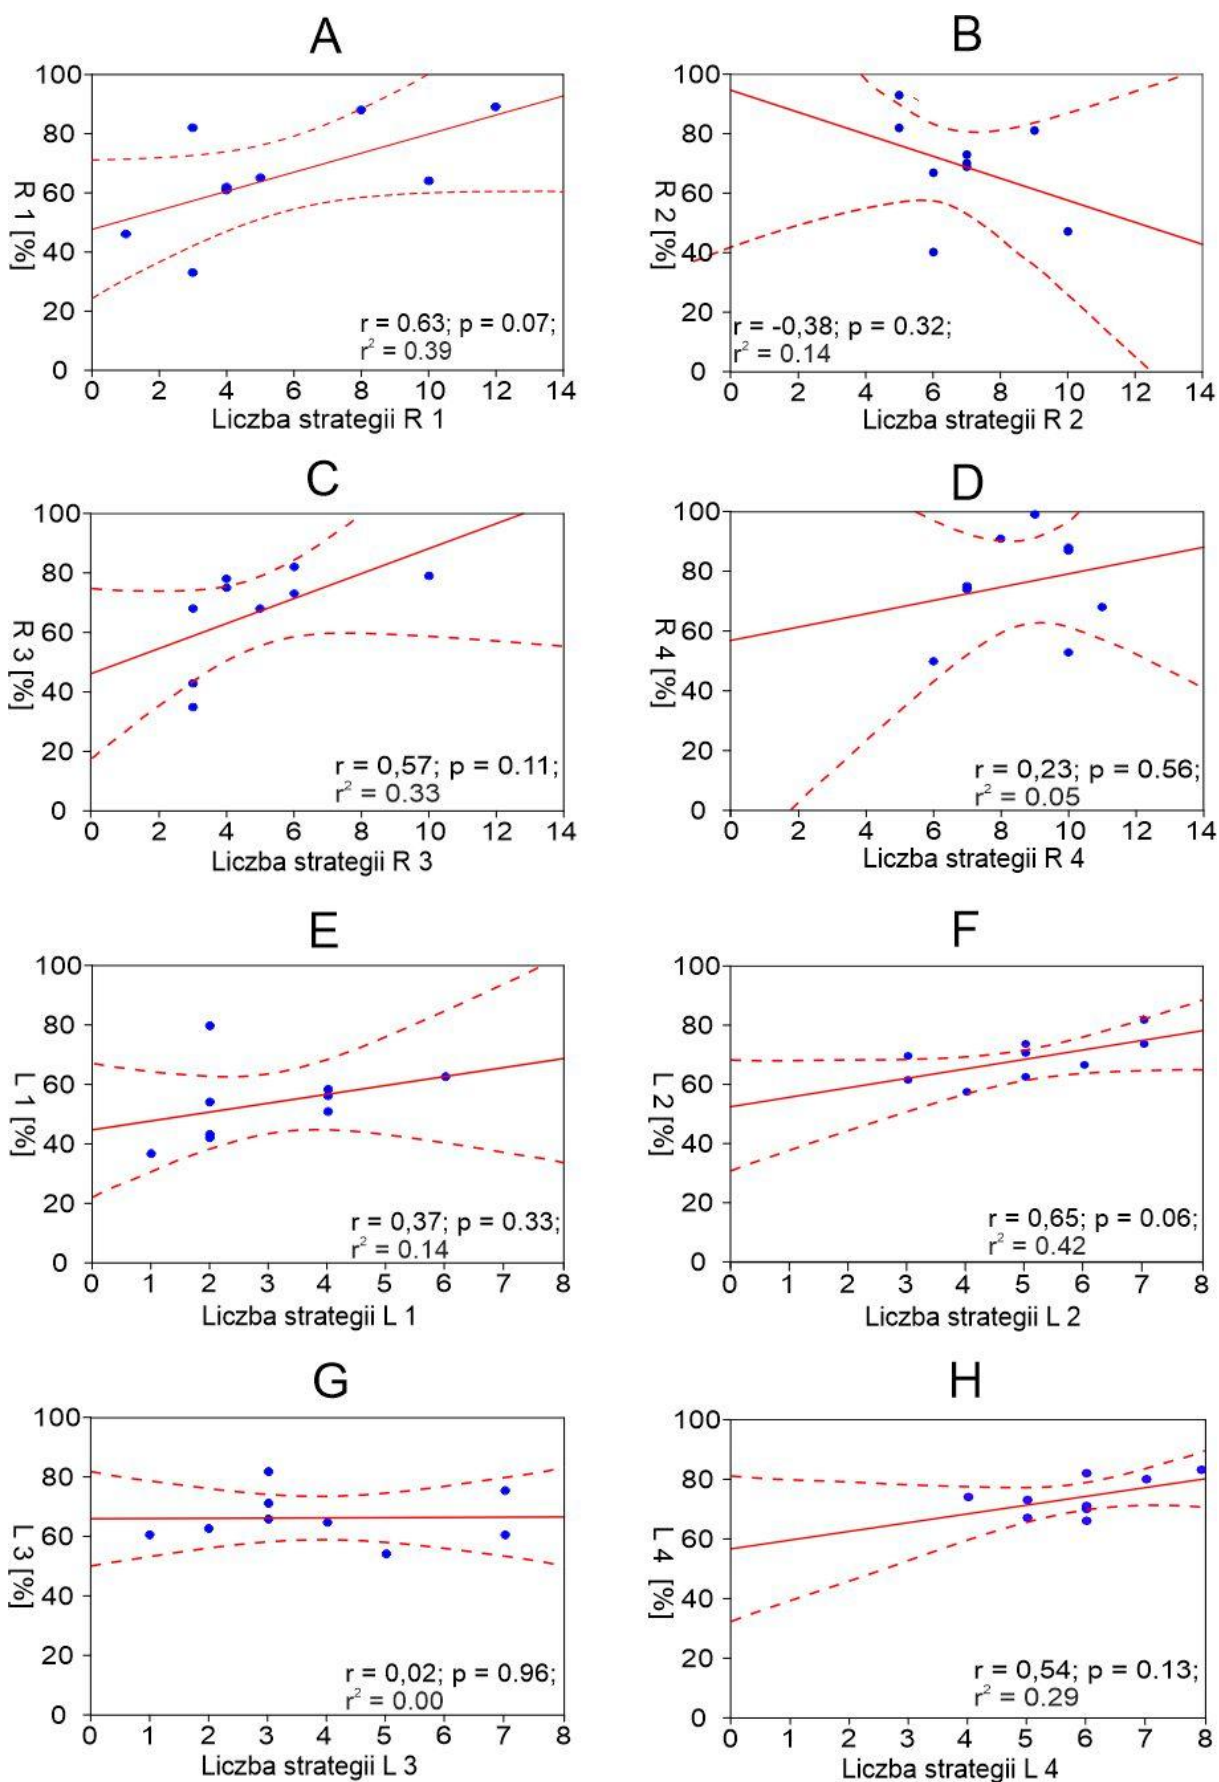 A
100
80
60
40
20
0
R 1 [%]
r = 0.63; p = 0.07;
r² = 0.39
0 2 4 6 8 10 12 14
Liczba strategii R 1
B
100
80
60
40
20
0
R 2 [%]
r = -0,38; p = 0.32;
r² = 0.14
0 2 4 6 8 10 12 14
Liczba strategii R 2
C
100
80
60
40
20
0
R 3 [%]
r = 0,57; p = 0.11;
r² = 0.33
0 2 4 6 8 10 12 14
Liczba strategii R 3
D
100
80
60
40
20
0
R 4 [%]
r = 0,23; p = 0.56;
r² = 0.05
0 2 4 6 8 10 12 14
Liczba strategii R 4
E
100
80
60
40
20
0
L 1 [%]
r = 0,37; p = 0.33;
r² = 0.14
0 1 2 3 4 5 6 7 8
Liczba strategii L 1
F
100
80
60
40
20
0
L 2 [%]
r = 0,65; p = 0.06;
r² = 0.42
0 1 2 3 4 5 6 7 8
Liczba strategii L 2
G
100
80
60
40
20
0
L 3 [%]
r = 0,02; p = 0.96;
r² = 0.00
0 1 2 3 4 5 6 7 8
Liczba strategii L 3
H
100
80
60
40
20
0
L 4 [%]
r = 0,54; p = 0.13;
r² = 0.29
0 1 2 3 4 5 6 7 8
Liczba strategii L 4